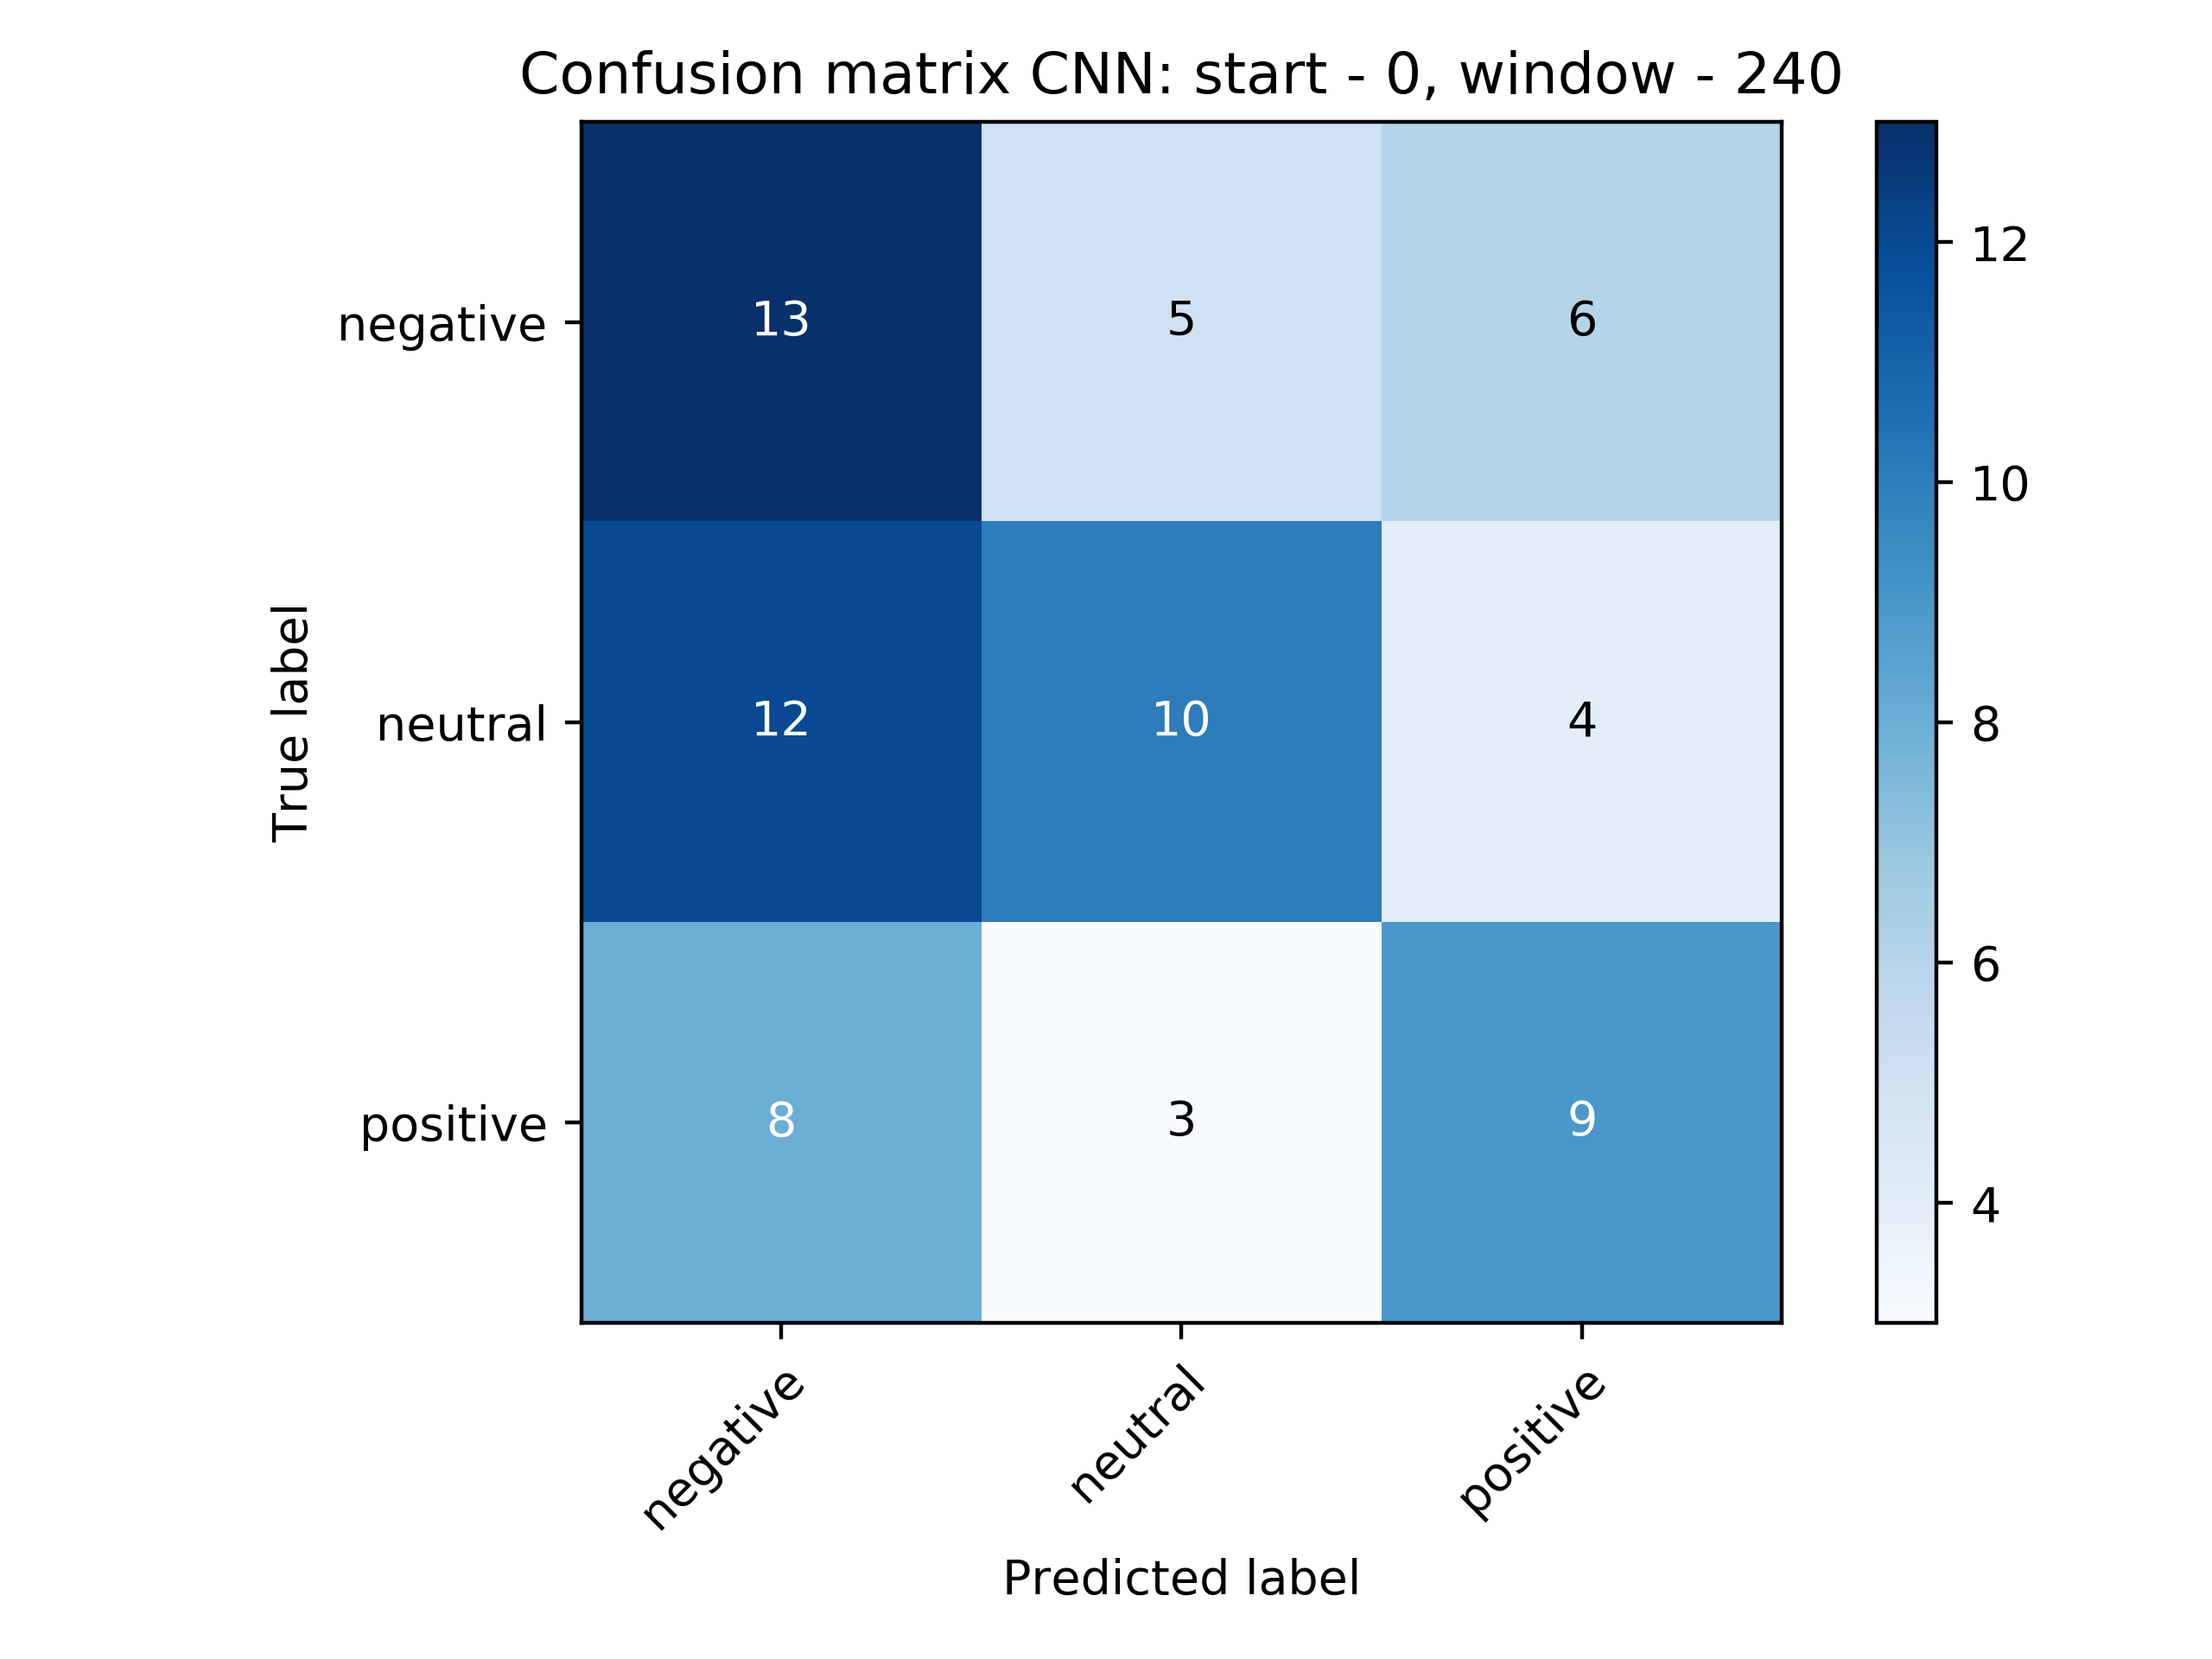 Confusion matrix CNN: start - 0, window - 240
12
10
8
6
4
True label
negative
neutral
positive
13 5 6
12 10 4
8 3 9
negative
neutral
positive
Predicted label